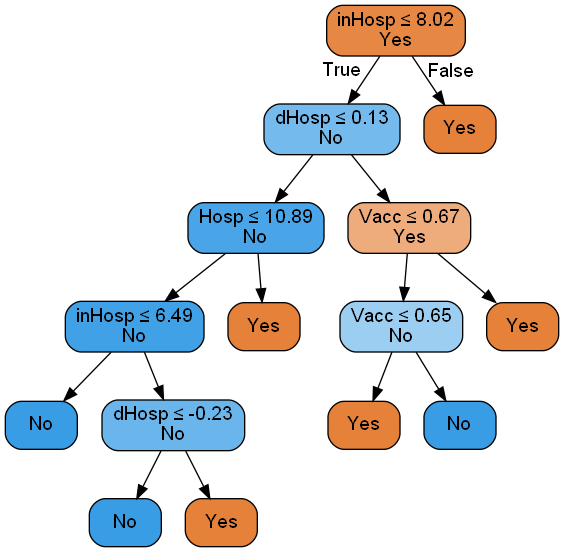 inHosp ≤ 8.02
Yes
True
False
dHosp ≤ 0.13
No
Yes
Hosp ≤ 10.89
No
Vacc ≤ 0.67
Yes
inHosp ≤ 6.49
No
Yes
Vacc ≤ 0.65
No
Yes
No
dHosp ≤ -0.23
No
Yes
No
No
Yes